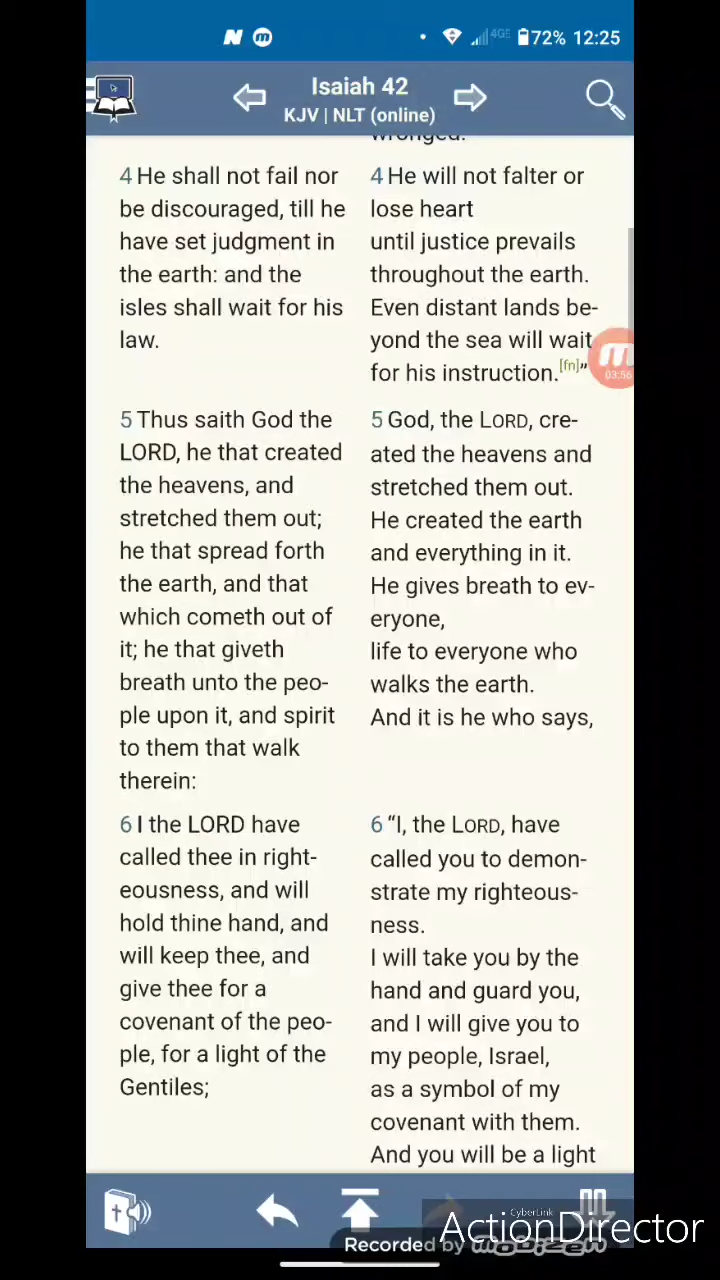 72% 12:25
Isaiah 42
KJV | NLT (online)
wronged.
4 He shall not fail nor
be discouraged, till he
have set judgment in
the earth: and the
isles shall wait for his
law.
5 Thus saith God the
LORD, he that created
the heavens, and
stretched them out;
he that spread forth
the earth, and that
which cometh out of
it; he that giveth
breath unto the peo-
ple upon it, and spirit
to them that walk
therein:
6 I the LORD have
called thee in right-
eousness, and will
hold thine hand, and
will keep thee, and
give thee for a
covenant of the peo-
ple, for a light of the
Gentiles;
4 He will not falter or
lose heart
until justice prevails
throughout the earth.
Even distant lands be-
yond the sea will wait
for his instruction.[fn]”
03:56
5 God, the LORD, cre-
ated the heavens and
stretched them out.
He created the earth
and everything in it.
He gives breath to ev-
eryone,
life to everyone who
walks the earth.
And it is he who says,
6 “I, the LORD, have
called you to demon-
strate my righteous-
ness.
I will take you by the
hand and guard you,
and I will give you to
my people, Israel,
as a symbol of my
covenant with them.
And you will be a light
CyberLink
ActionDirector
Recorded by mobizen